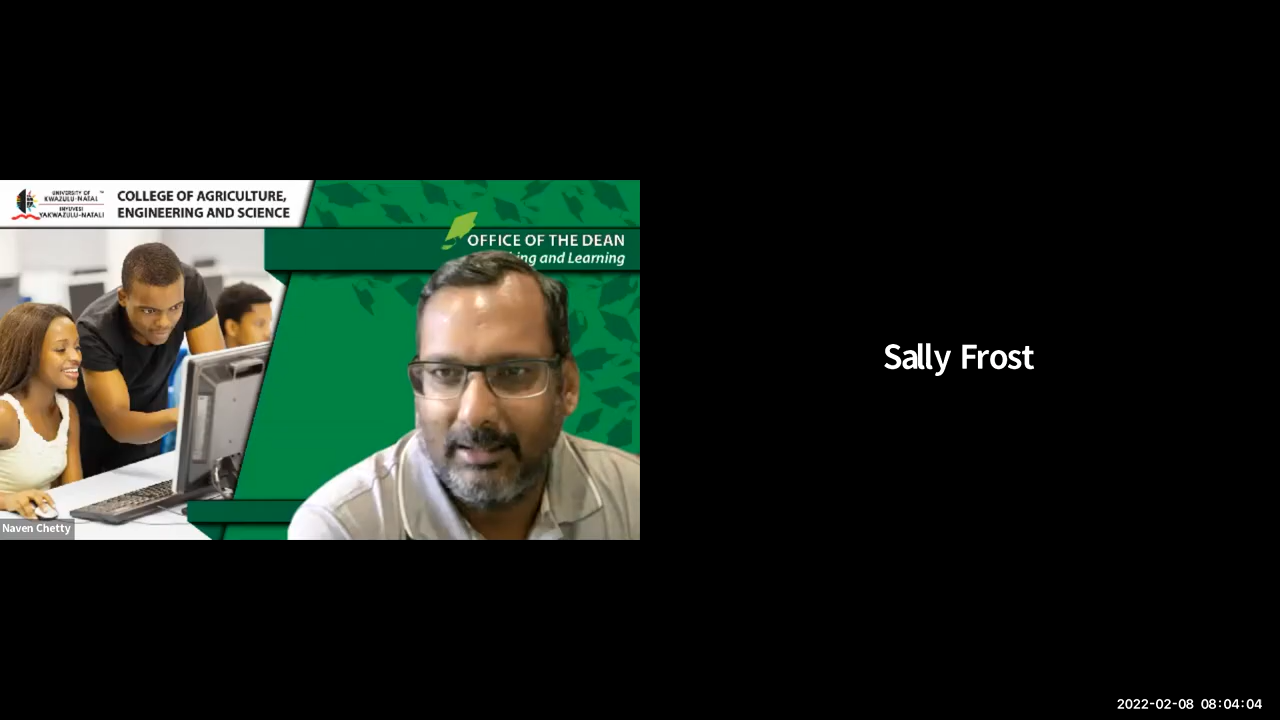 UNIVERSITY OF
KWAZULU-NATAL
INYUVESI
YAKWAZULU-NATALI
COLLEGE OF AGRICULTURE,
ENGINEERING AND SCIENCE
OFFICE OF THE DEAN
and Learning
Naven Chetty
Sally Frost
2022-02-08 08:04:04